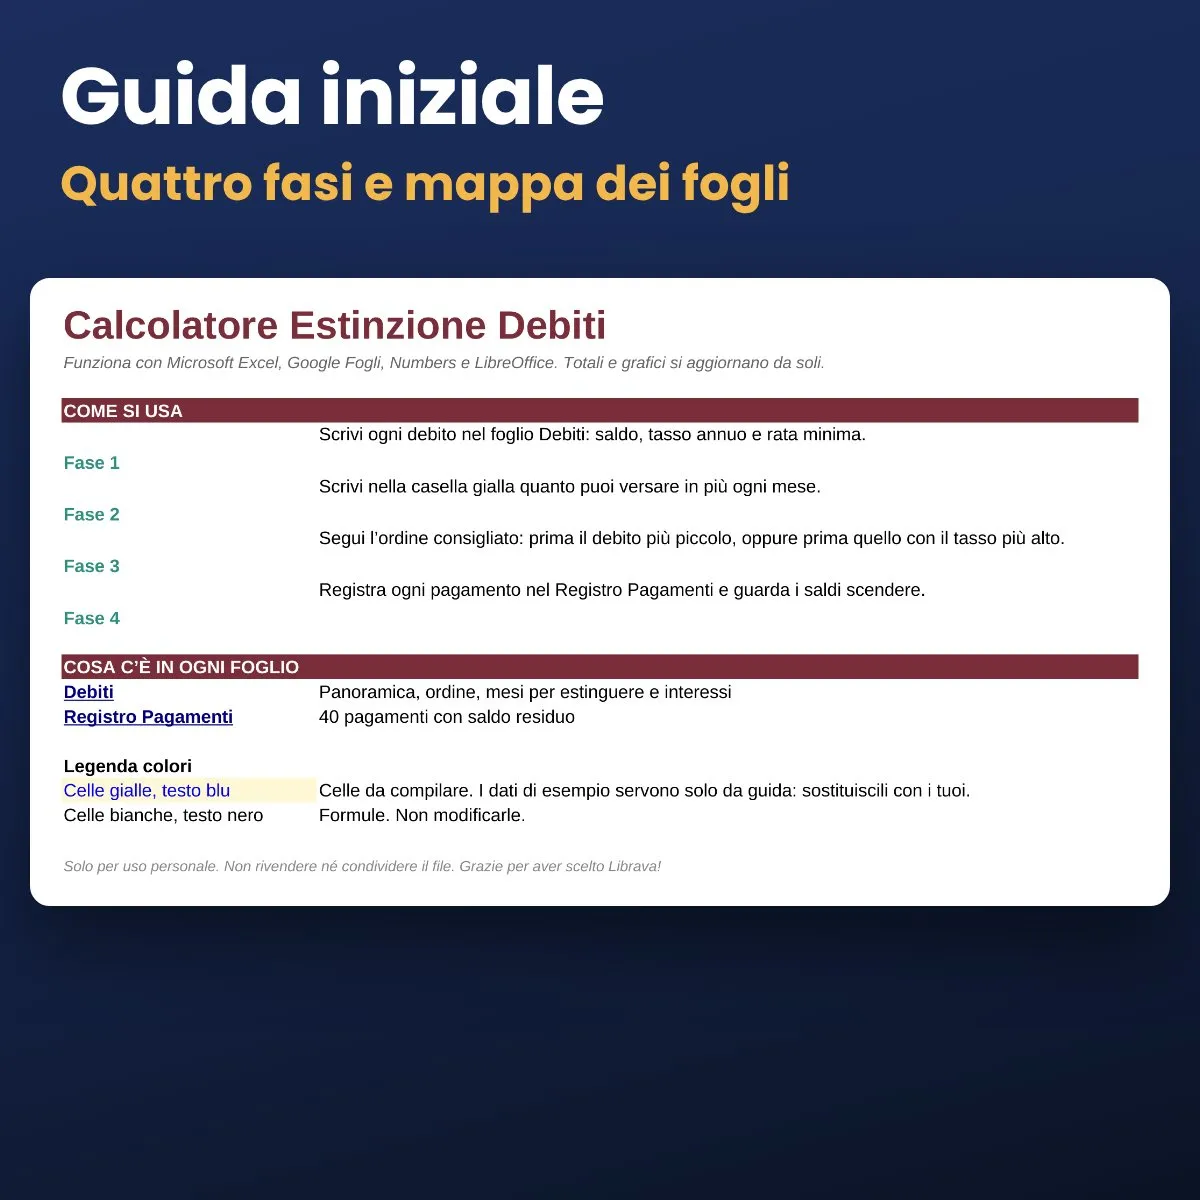 Guida iniziale
Quattro fasi e mappa dei fogli
Calcolatore Estinzione Debiti
Funziona con Microsoft Excel, Google Fogli, Numbers e LibreOffice. Totali e grafici si aggiornano da soli.
COME SI USA
Scrivi ogni debito nel foglio Debiti: saldo, tasso annuo e rata minima.
Fase 1
Scrivi nella casella gialla quanto puoi versare in più ogni mese.
Fase 2
Segui l’ordine consigliato: prima il debito più piccolo, oppure prima quello con il tasso più alto.
Fase 3
Registra ogni pagamento nel Registro Pagamenti e guarda i saldi scendere.
Fase 4
COSA C’È IN OGNI FOGLIO
Debiti Panoramica, ordine, mesi per estinguere e interessi
Registro Pagamenti 40 pagamenti con saldo residuo
Legenda colori
Celle gialle, testo blu Celle da compilare. I dati di esempio servono solo da guida: sostituiscili con i tuoi.
Celle bianche, testo nero Formule. Non modificarle.
Solo per uso personale. Non rivendere né condividere il file. Grazie per aver scelto Librava!